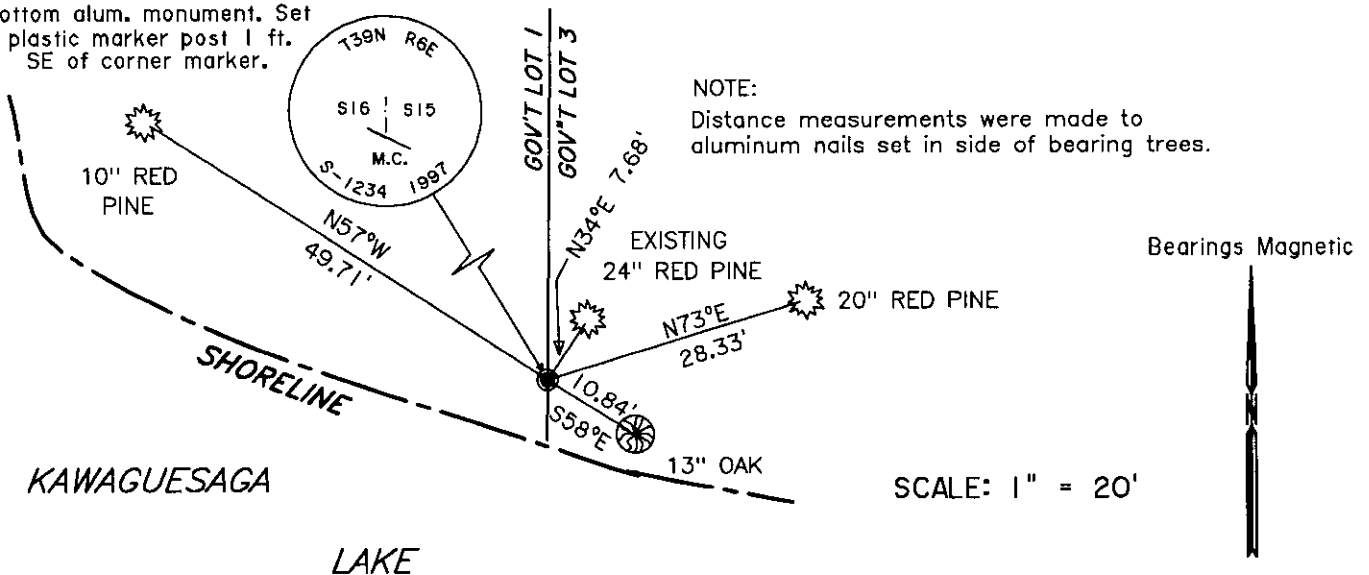 ottom alum. monument. Set
plastic marker post 1 ft.
SE of corner marker.
T39N R6E
S16 S15
M.C.
S-1234 1997
GOV'T LOT 1
GOV'T LOT 3
NOTE:
Distance measurements were made to
aluminum nails set in side of bearing trees.
10" RED
PINE
N57°W
49.71'
N34°E 7.68'
EXISTING
24" RED PINE
N73°E
28.33'
20" RED PINE
Bearings Magnetic
N
SHORELINE
10.84'
S58°E
13" OAK
KAWAGUESAGA
LAKE
SCALE: 1" = 20'